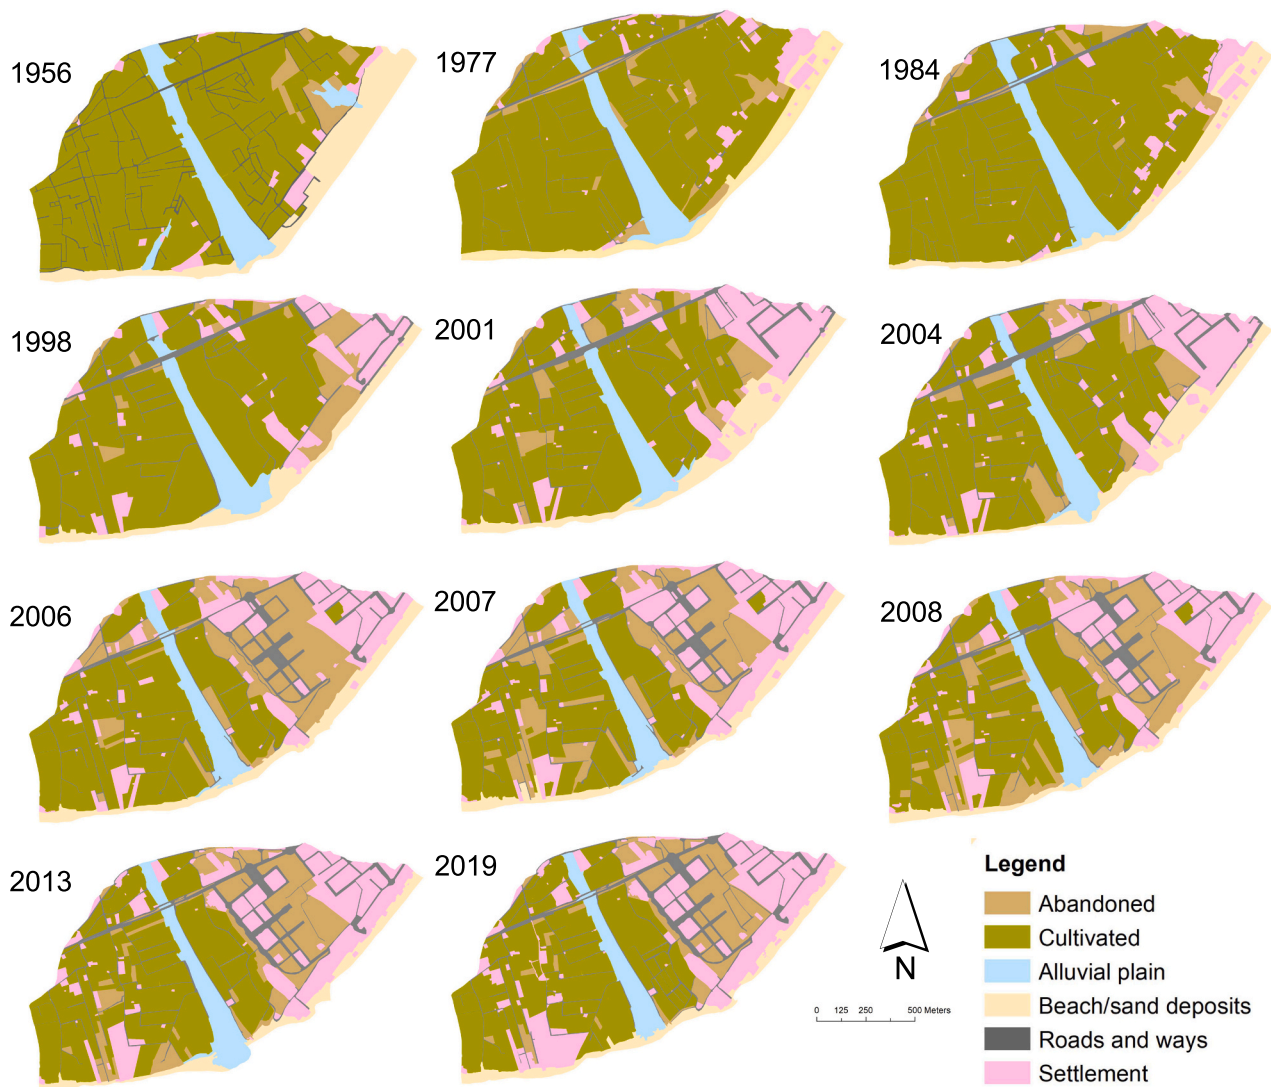 1956
1977
1984
1998
2001
2004
2006
2007
2008
2013
2019
N
0 125 250 500 Meters
Legend
Abandoned
Cultivated
Alluvial plain
Beach/sand deposits
Roads and ways
Settlement